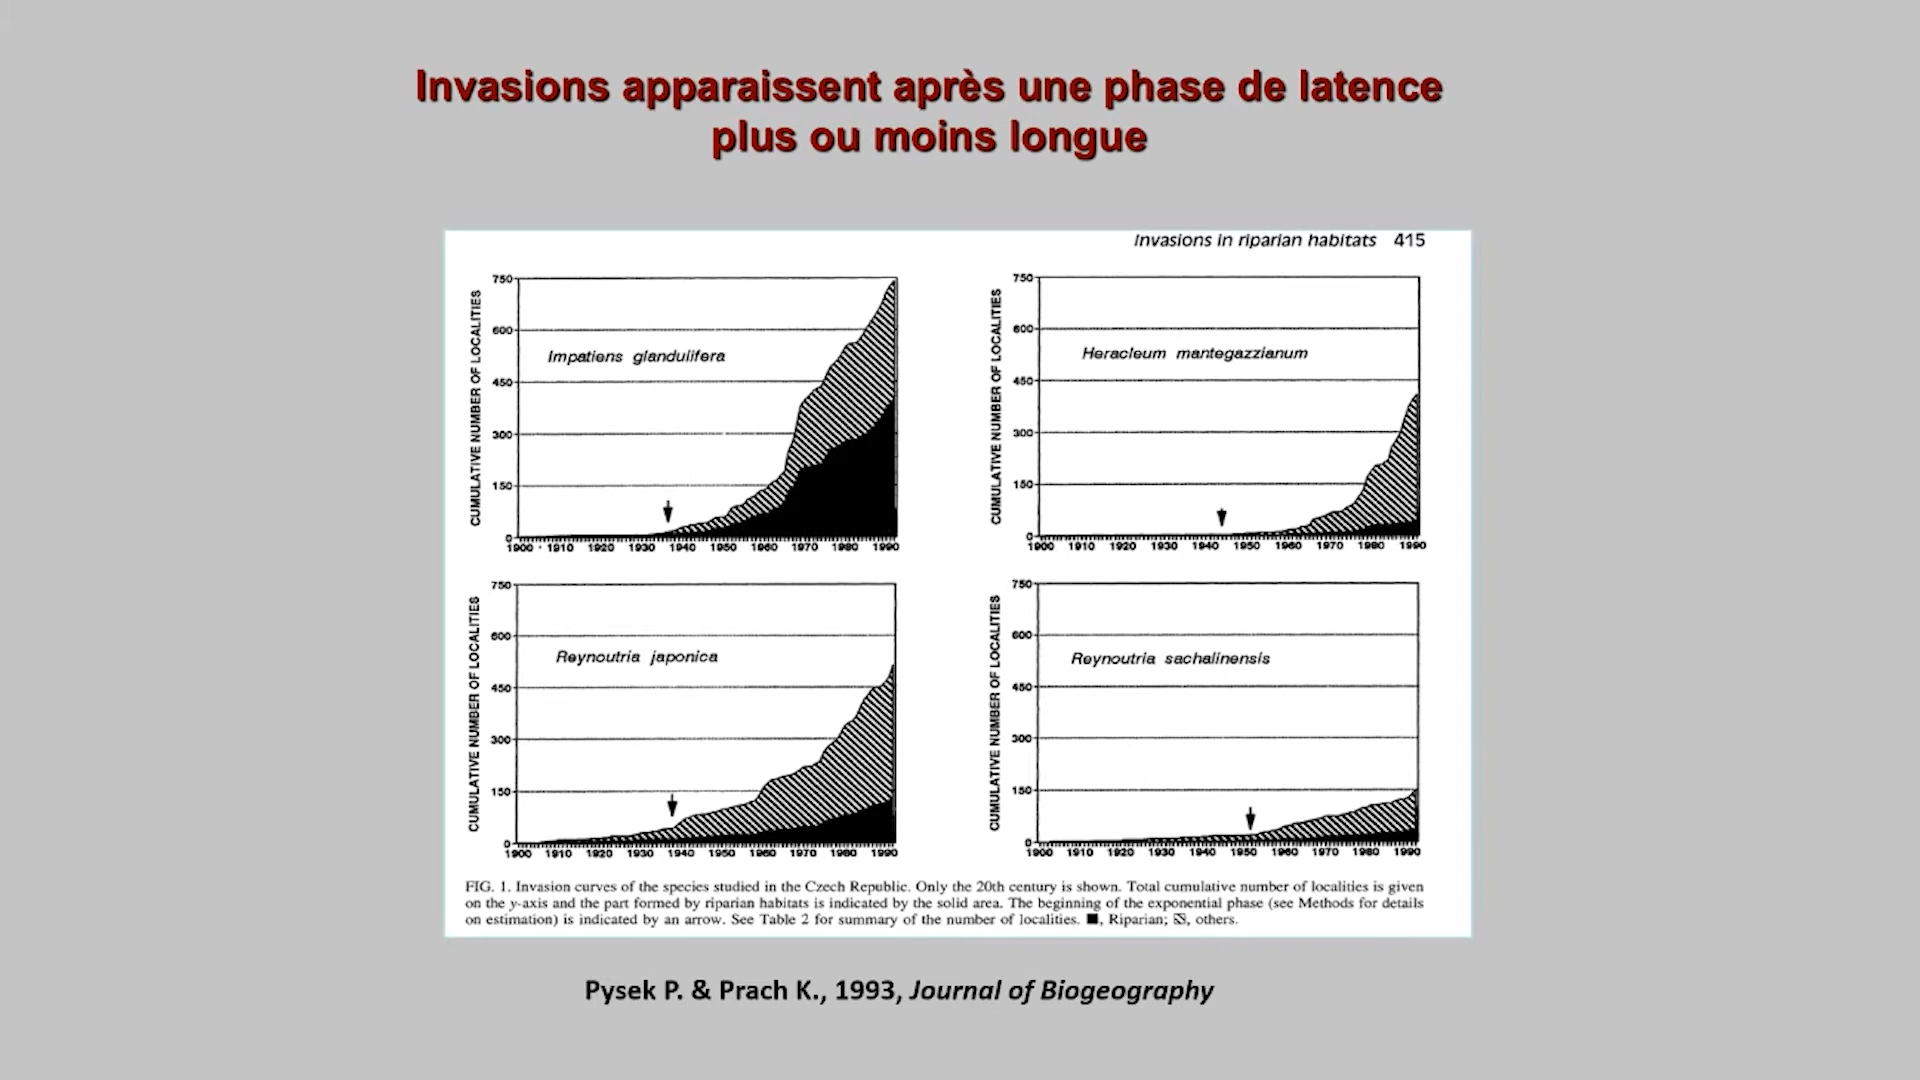 Invasions apparaissent après une phase de latence
plus ou moins longue
Invasions in riparian habitats 415
CUMULATIVE NUMBER OF LOCALITIES
750
600
450
300
150
0
Impatiens glandulifera
1900 1910 1920 1930 1940 1950 1960 1970 1980 1990
CUMULATIVE NUMBER OF LOCALITIES
750
600
450
300
150
0
Heracleum mantegazzianum
1900 1910 1920 1930 1940 1950 1960 1970 1980 1990
CUMULATIVE NUMBER OF LOCALITIES
750
600
450
300
150
0
Reynoutria japonica
1900 1910 1920 1930 1940 1950 1960 1970 1980 1990
CUMULATIVE NUMBER OF LOCALITIES
750
600
450
300
150
0
Reynoutria sachalinensis
1900 1910 1920 1930 1940 1950 1960 1970 1980 1990
FIG. 1. Invasion curves of the species studied in the Czech Republic. Only the 20th century is shown. Total cumulative number of localities is given
on the y-axis and the part formed by riparian habitats is indicated by the solid area. The beginning of the exponential phase (see Methods for details
on estimation) is indicated by an arrow. See Table 2 for summary of the number of localities. ■, Riparian; ▧, others.
Pysek P. & Prach K., 1993, Journal of Biogeography